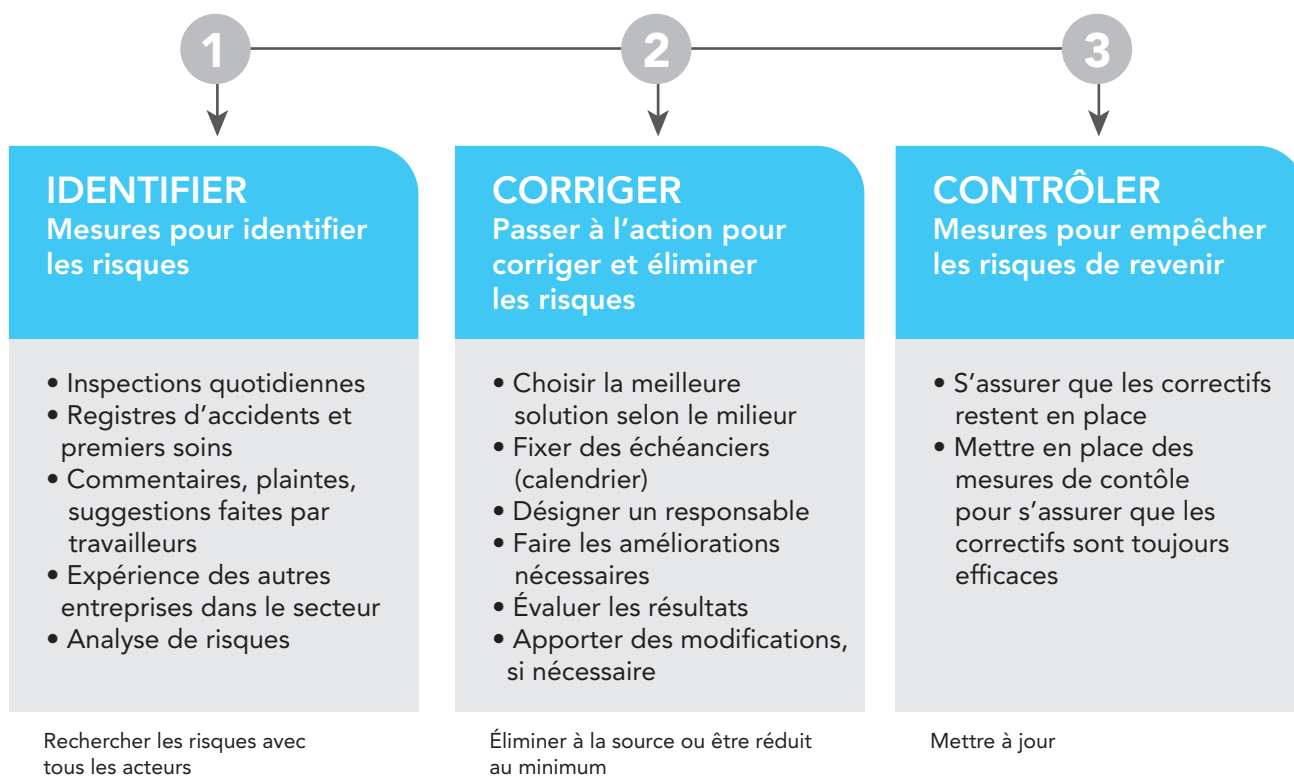 1
2
3
IDENTIFIER
Mesures pour identifier
les risques
• Inspections quotidiennes
• Registres d'accidents et
premiers soins
• Commentaires, plaintes,
suggestions faites par
travailleurs
• Expérience des autres
entreprises dans le secteur
• Analyse de risques
Rechercher les risques avec
tous les acteurs
CORRIGER
Passer à l'action pour
corriger et éliminer
les risques
• Choisir la meilleure
solution selon le milieur
• Fixer des échéanciers
(calendrier)
• Désigner un responsable
• Faire les améliorations
nécessaires
• Évaluer les résultats
• Apporter des modifications,
si nécessaire
Éliminer à la source ou être réduit
au minimum
CONTRÔLER
Mesures pour empêcher
les risques de revenir
• S'assurer que les correctifs
restent en place
• Mettre en place des
mesures de contôle
pour s'assurer que les
correctifs sont toujours
efficaces
Mettre à jour